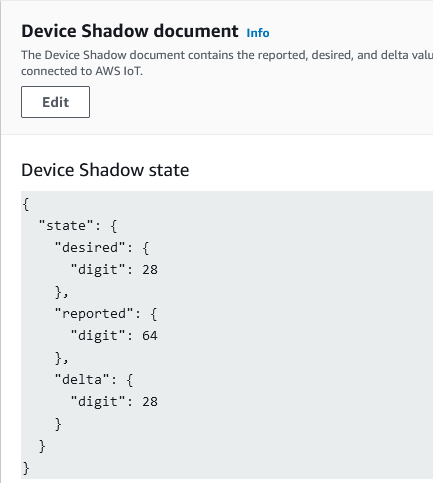 Device Shadow document Info
The Device Shadow document contains the reported, desired, and delta valu
connected to AWS IoT.
Edit
Device Shadow state
{
  "state": {
    "desired": {
      "digit": 28
    },
    "reported": {
      "digit": 64
    },
    "delta": {
      "digit": 28
    }
  }
}